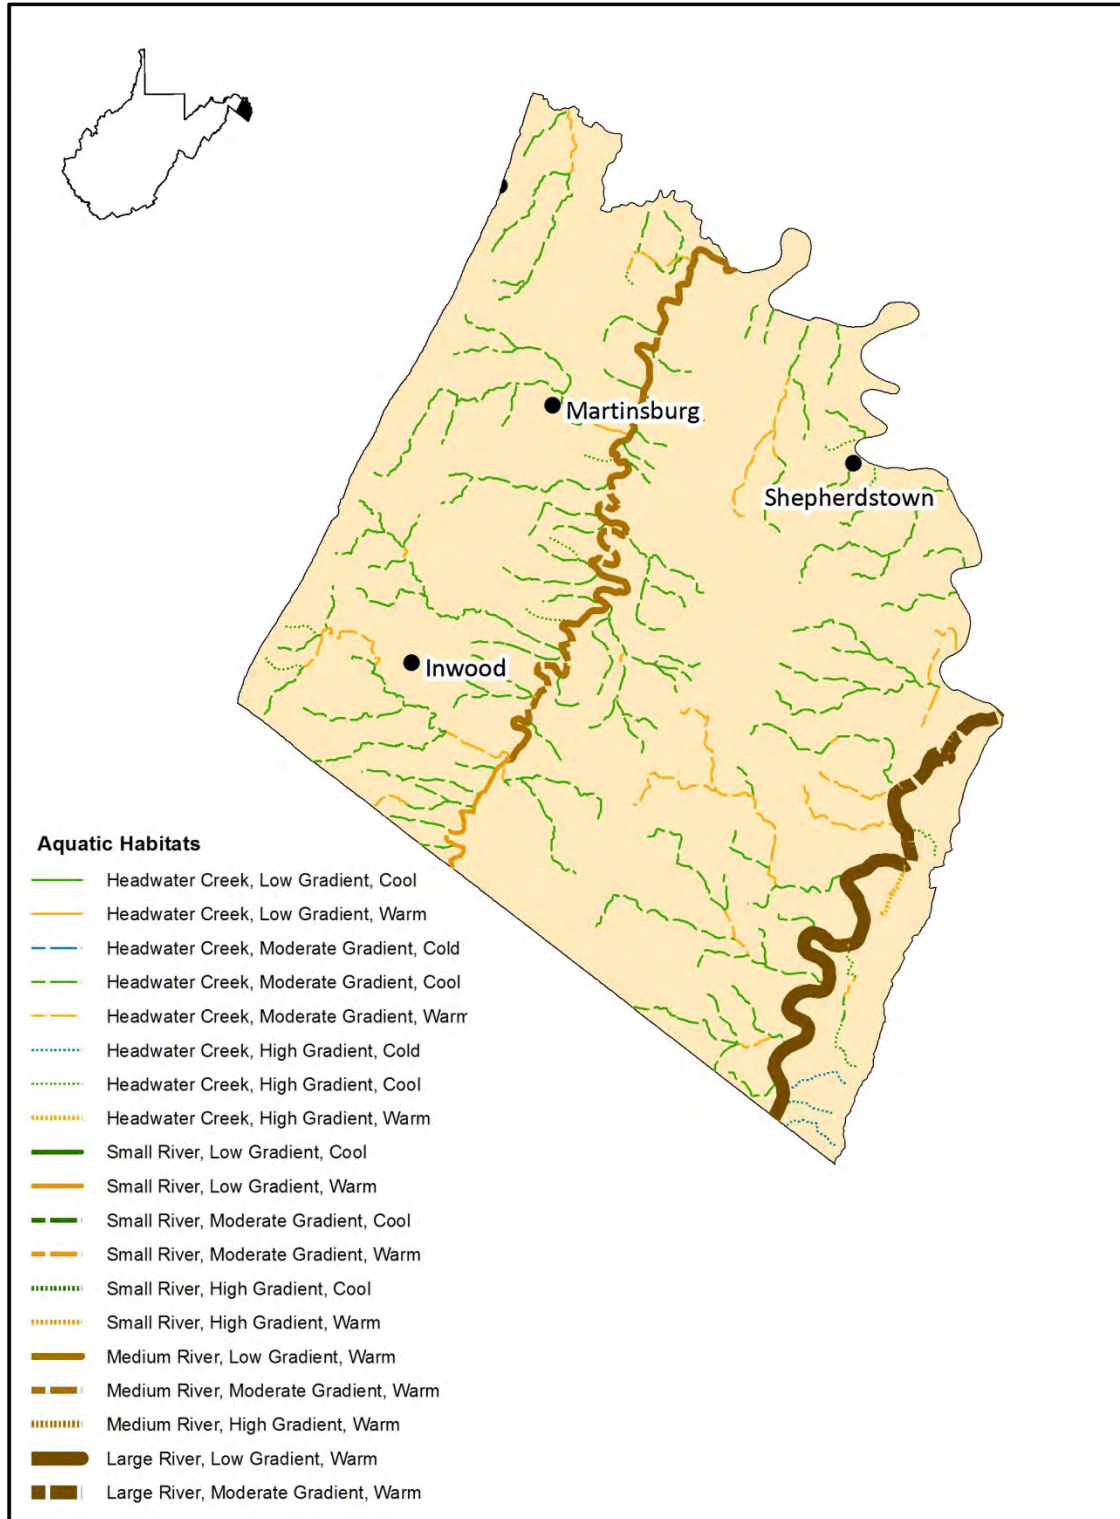 Martinsburg
Shepherdstown
Inwood
Aquatic Habitats
Headwater Creek, Low Gradient, Cool
Headwater Creek, Low Gradient, Warm
Headwater Creek, Moderate Gradient, Cold
Headwater Creek, Moderate Gradient, Cool
Headwater Creek, Moderate Gradient, Warm
Headwater Creek, High Gradient, Cold
Headwater Creek, High Gradient, Cool
Headwater Creek, High Gradient, Warm
Small River, Low Gradient, Cool
Small River, Low Gradient, Warm
Small River, Moderate Gradient, Cool
Small River, Moderate Gradient, Warm
Small River, High Gradient, Cool
Small River, High Gradient, Warm
Medium River, Low Gradient, Warm
Medium River, Moderate Gradient, Warm
Medium River, High Gradient, Warm
Large River, Low Gradient, Warm
Large River, Moderate Gradient, Warm